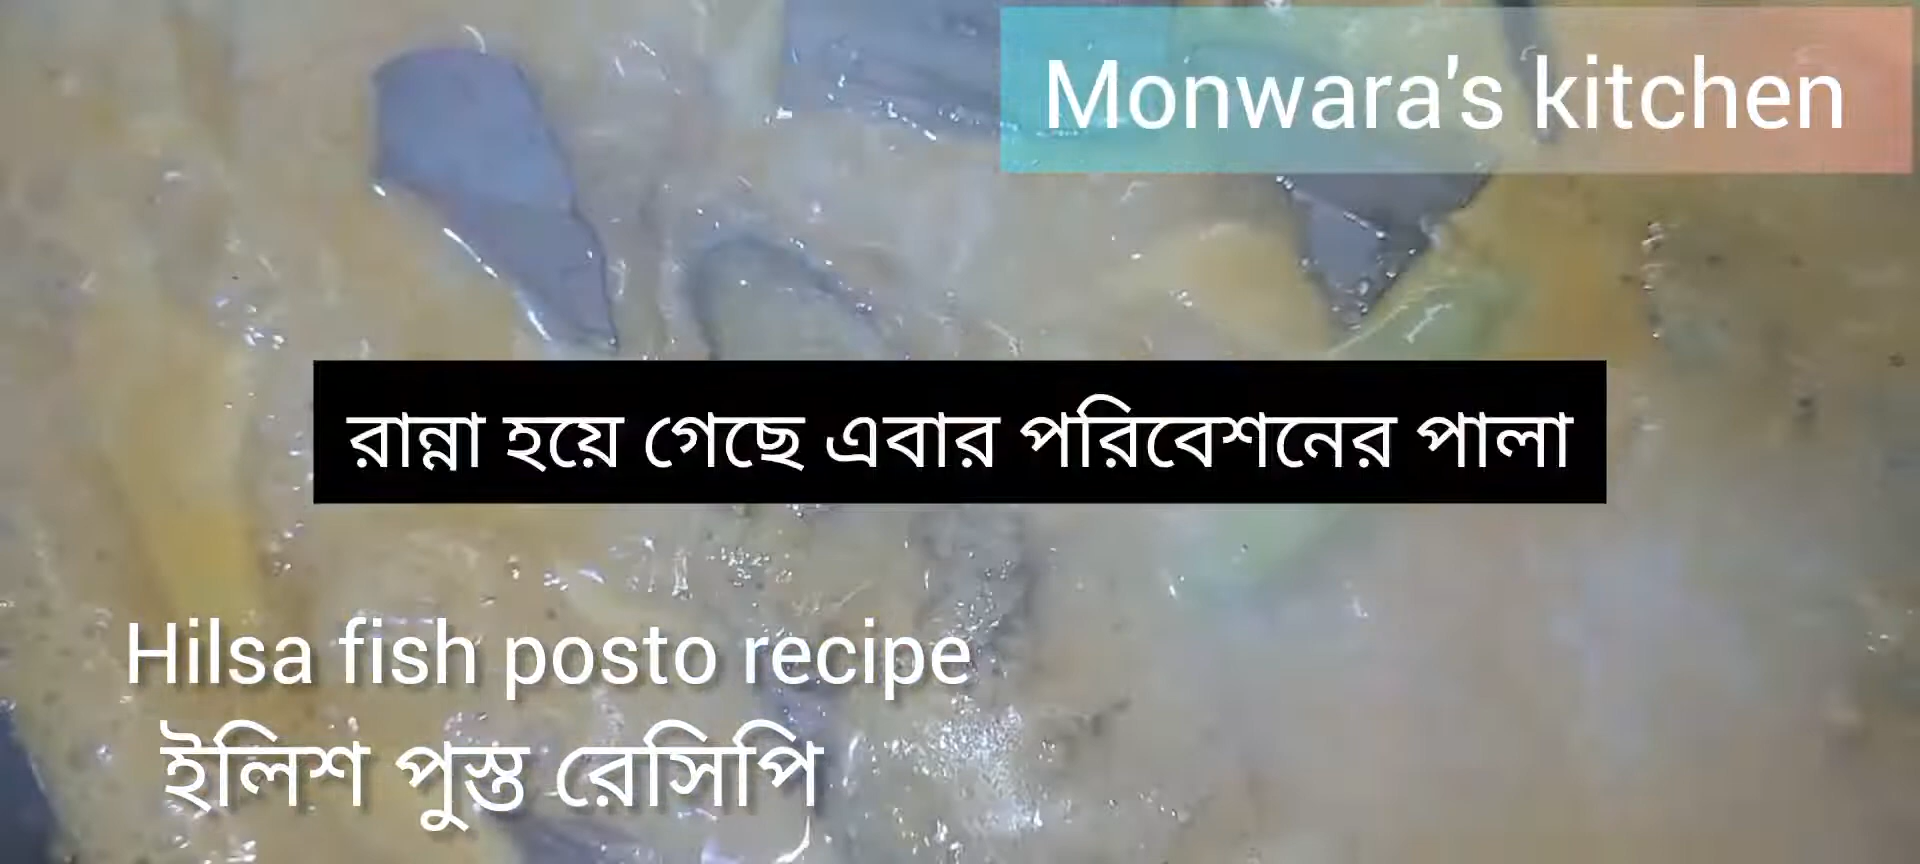 Monwara's kitchen
রান্না হয়ে গেছে এবার পরিবেশনের পালা
Hilsa fish posto recipe
ইলিশ পুস্ত রেসিপি